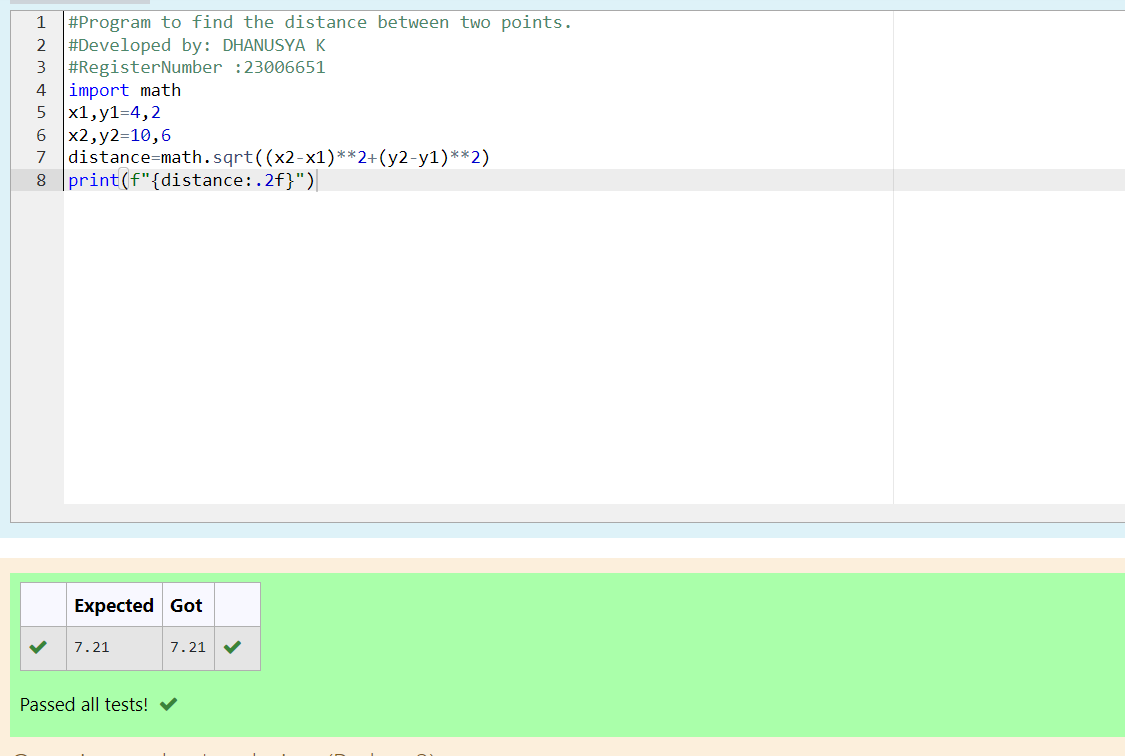 1 #Program to find the distance between two points.
2 #Developed by: DHANUSYA K
3 #RegisterNumber :23006651
4 import math
5 x1,y1=4,2
6 x2,y2=10,6
7 distance=math.sqrt((x2-x1)**2+(y2-y1)**2)
8 print(f"{distance:.2f}")
Expected Got
7.21 7.21
Passed all tests!